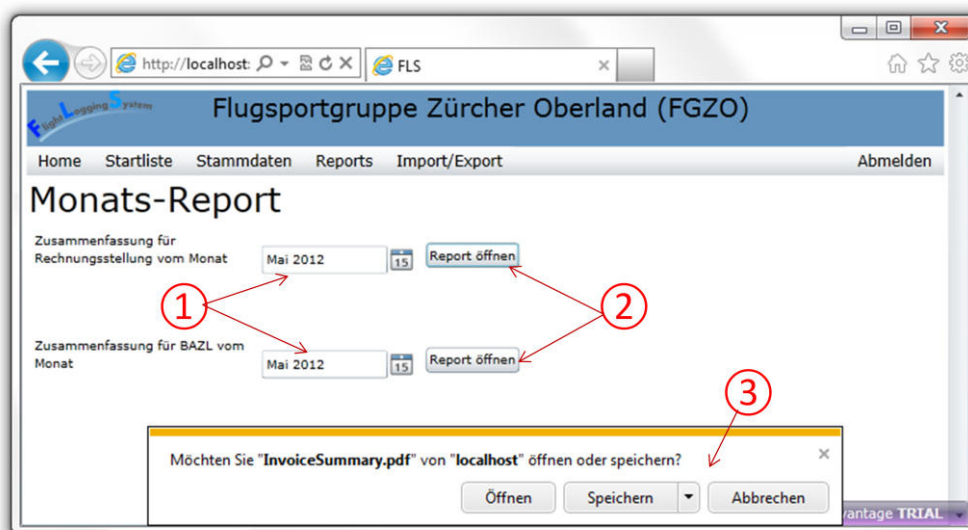 http://localhost:
FLS
Flight Logging System
Flugsportgruppe Zürcher Oberland (FGZO)
Home Startliste Stammdaten Reports Import/Export Abmelden
Monats-Report
Zusammenfassung für
Rechnungsstellung vom Monat
Mai 2012 15 Report öffnen
1 2
Zusammenfassung für BAZL vom
Monat
Mai 2012 15 Report öffnen
3
Möchten Sie "InvoiceSummary.pdf" von "localhost" öffnen oder speichern?
Öffnen Speichern Abbrechen
vantage TRIAL